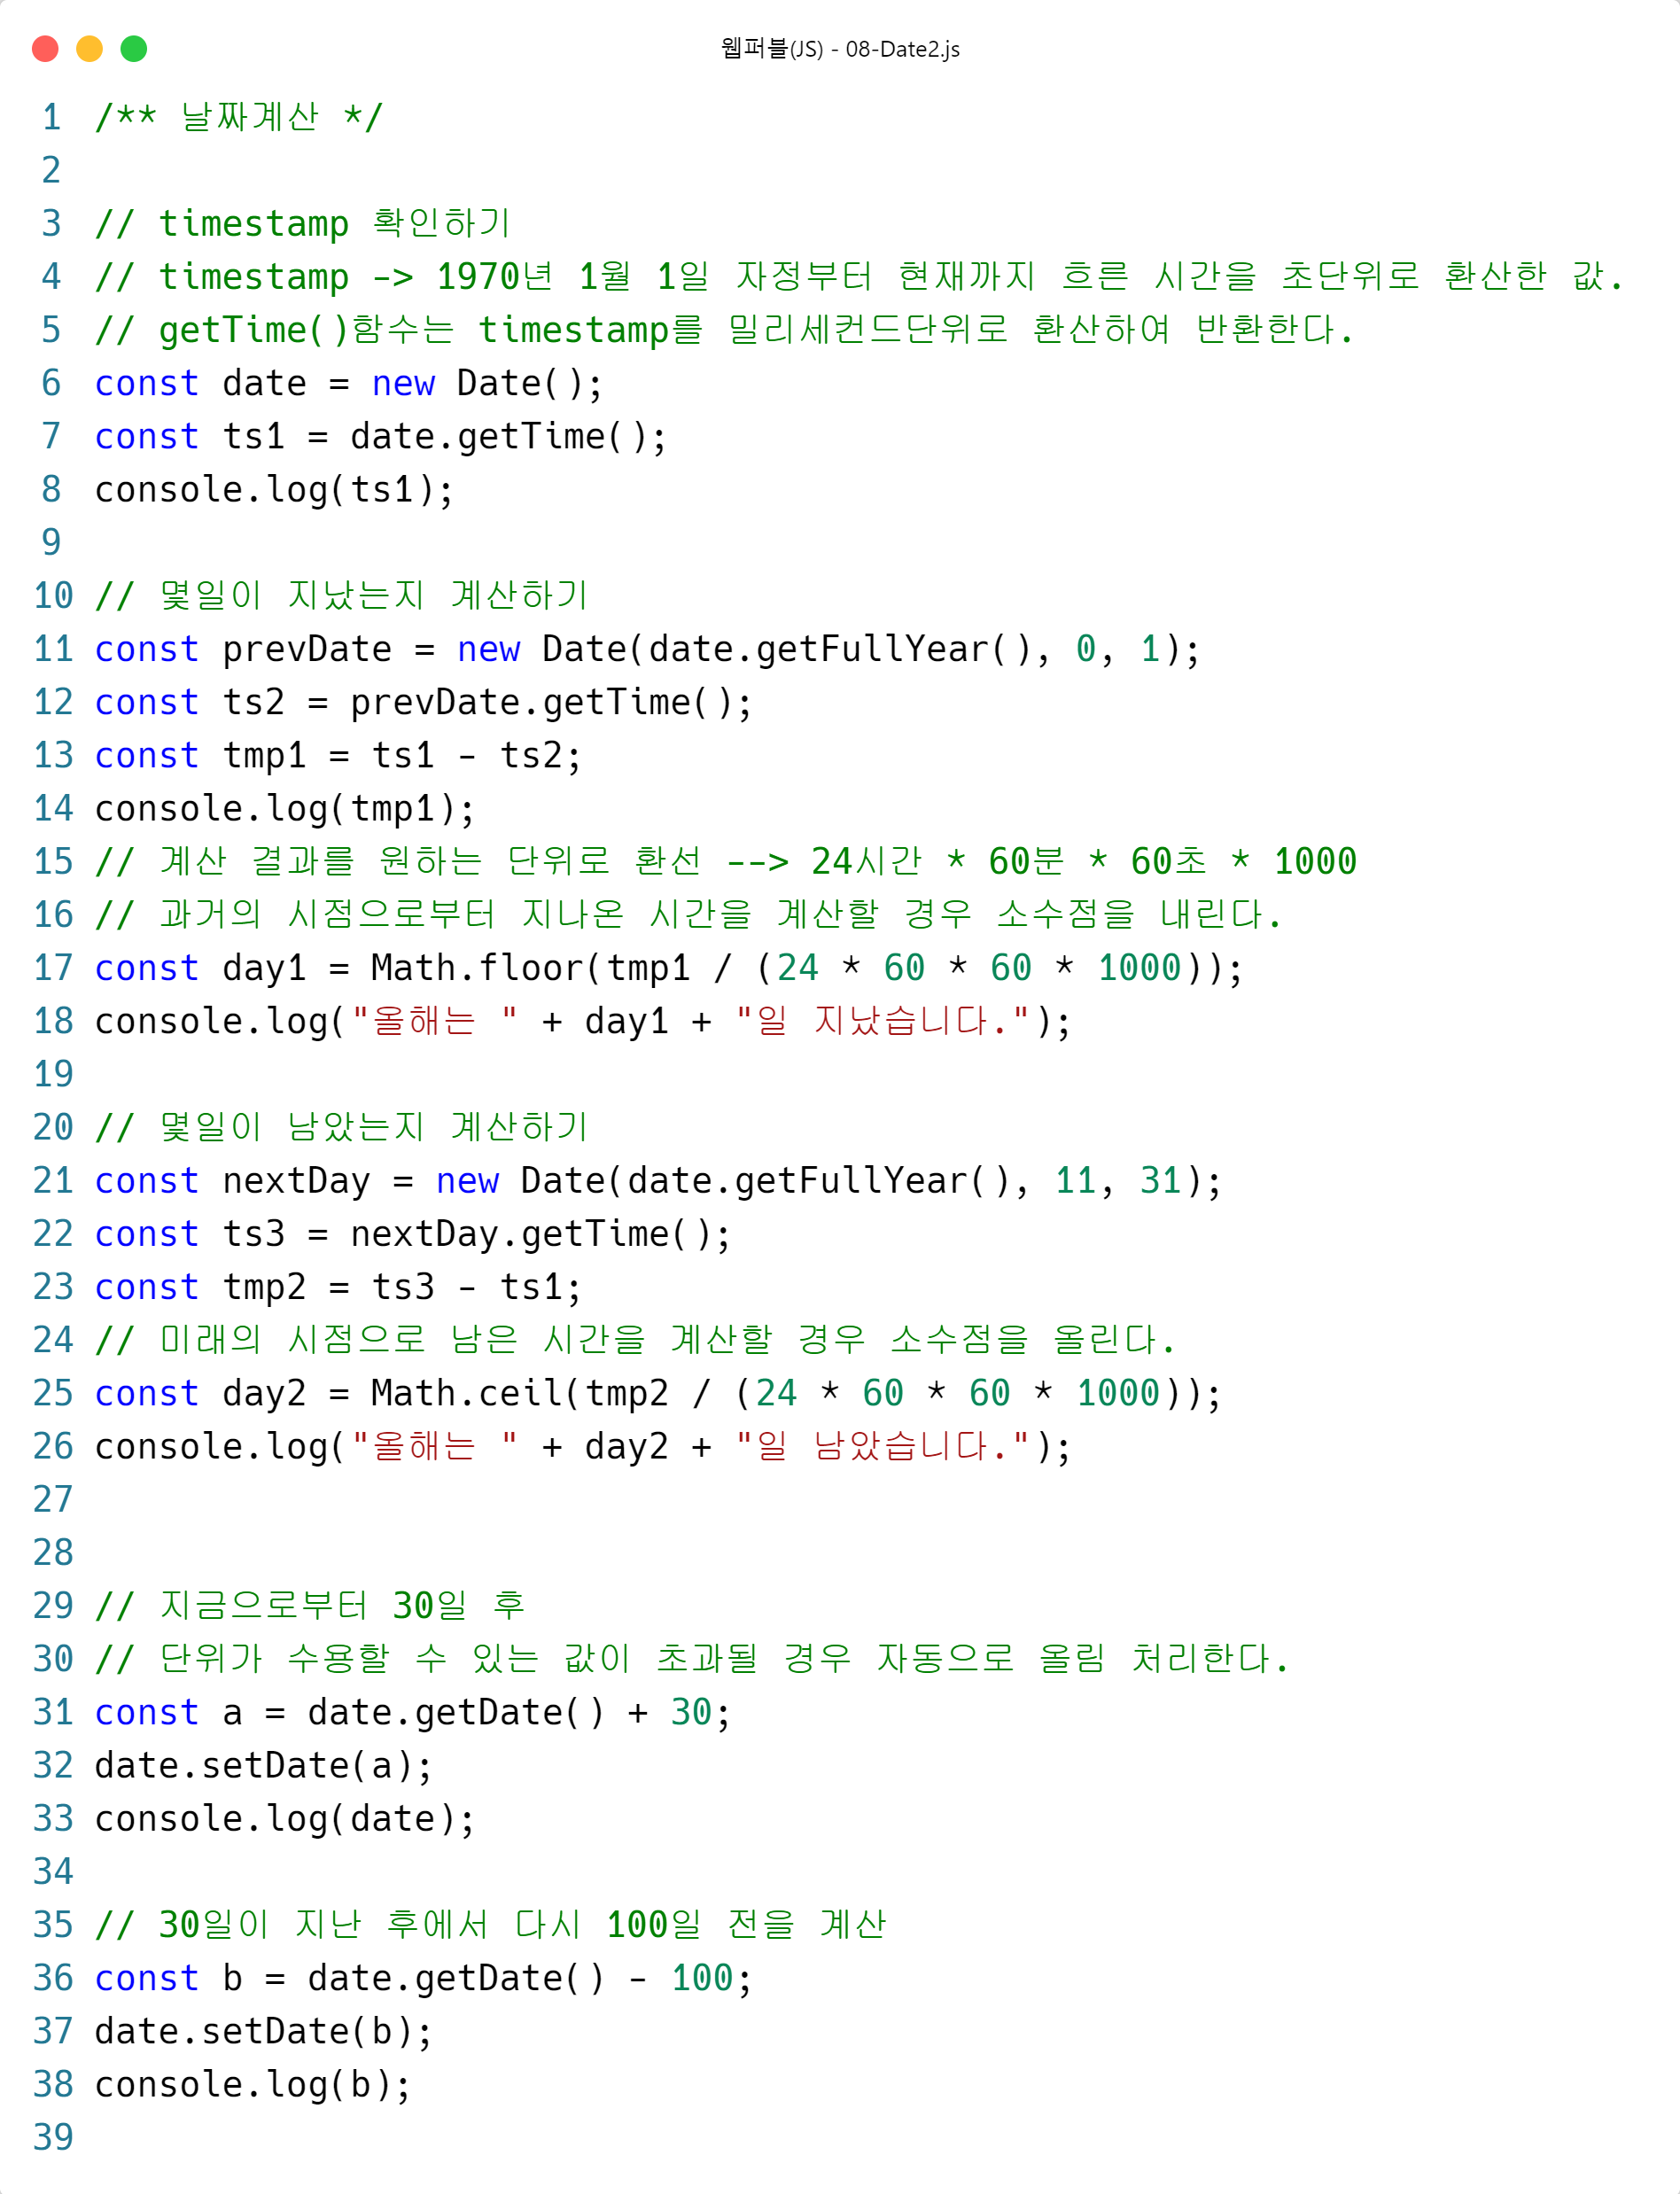 웹퍼블(JS) - 08-Date2.js
1 /** 날짜계산 */
2
3 // timestamp 확인하기
4 // timestamp -> 1970년 1월 1일 자정부터 현재까지 흐른 시간을 초단위로 환산한 값.
5 // getTime()함수는 timestamp를 밀리세컨드단위로 환산하여 반환한다.
6 const date = new Date();
7 const ts1 = date.getTime();
8 console.log(ts1);
9
10 // 몇일이 지났는지 계산하기
11 const prevDate = new Date(date.getFullYear(), 0, 1);
12 const ts2 = prevDate.getTime();
13 const tmp1 = ts1 - ts2;
14 console.log(tmp1);
15 // 계산 결과를 원하는 단위로 환선 --> 24시간 * 60분 * 60초 * 1000
16 // 과거의 시점으로부터 지나온 시간을 계산할 경우 소수점을 내린다.
17 const day1 = Math.floor(tmp1 / (24 * 60 * 60 * 1000));
18 console.log("올해는 " + day1 + "일 지났습니다.");
19
20 // 몇일이 남았는지 계산하기
21 const nextDay = new Date(date.getFullYear(), 11, 31);
22 const ts3 = nextDay.getTime();
23 const tmp2 = ts3 - ts1;
24 // 미래의 시점으로 남은 시간을 계산할 경우 소수점을 올린다.
25 const day2 = Math.ceil(tmp2 / (24 * 60 * 60 * 1000));
26 console.log("올해는 " + day2 + "일 남았습니다.");
27
28
29 // 지금으로부터 30일 후
30 // 단위가 수용할 수 있는 값이 초과될 경우 자동으로 올림 처리한다.
31 const a = date.getDate() + 30;
32 date.setDate(a);
33 console.log(date);
34
35 // 30일이 지난 후에서 다시 100일 전을 계산
36 const b = date.getDate() - 100;
37 date.setDate(b);
38 console.log(b);
39